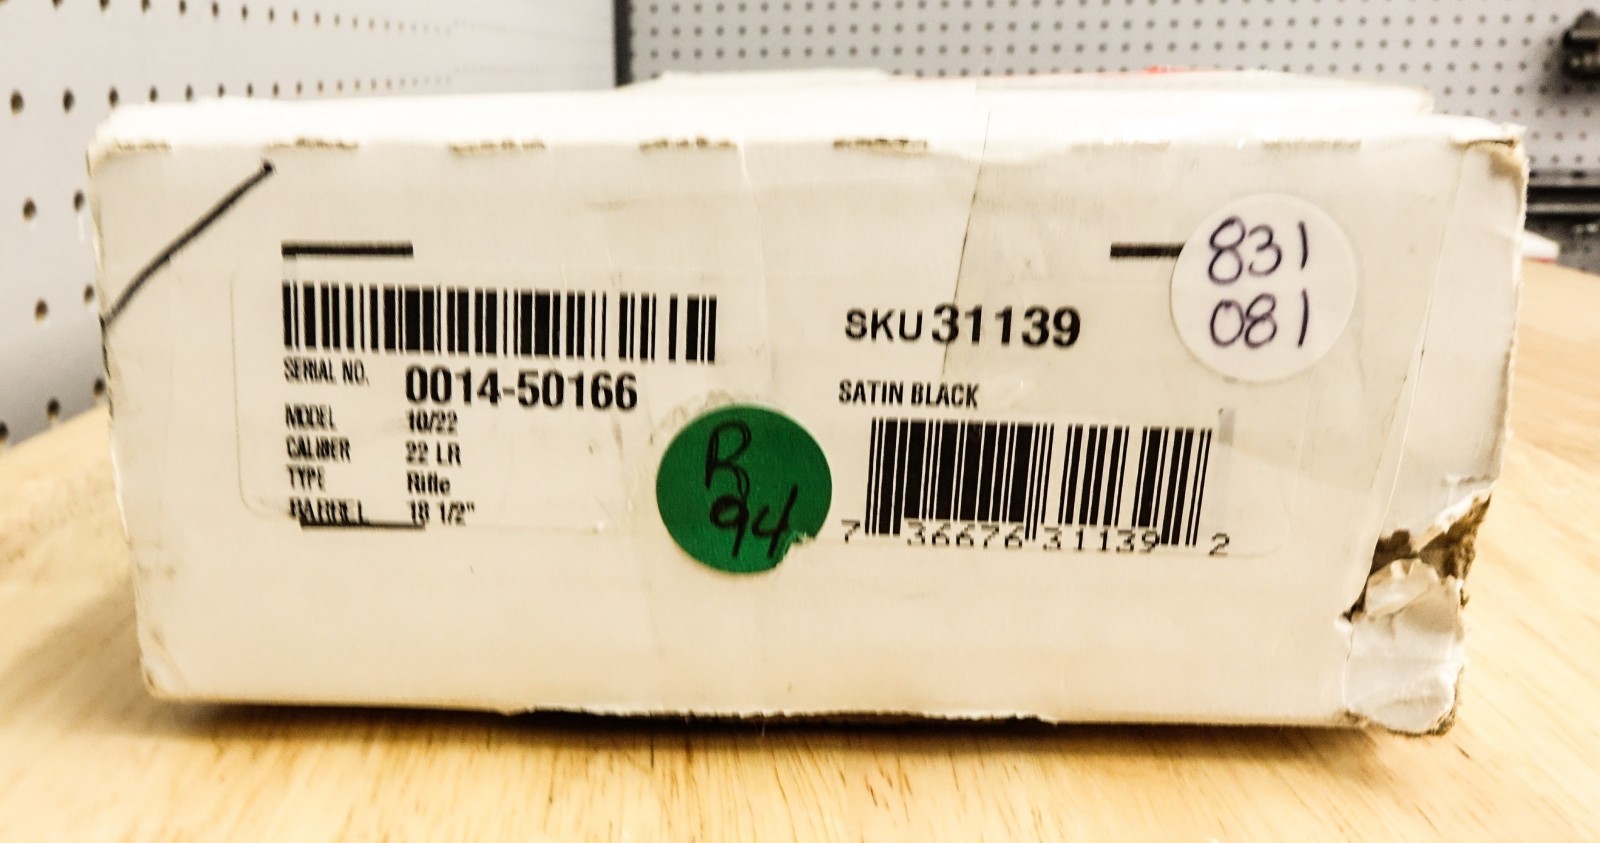 SERIAL NO. 0014-50166
MODEL 10/22
CALIBER 22 LR
TYPE Rifle
BARREL 18 1/2"
R
94
SKU 31139
SATIN BLACK
7 36676 31139 2
831
081